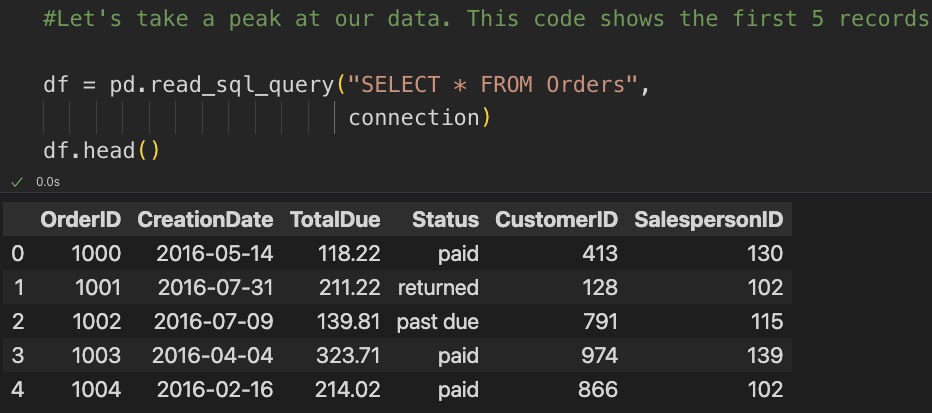 #Let's take a peak at our data. This code shows the first 5 records
df = pd.read_sql_query("SELECT * FROM Orders",
connection)
df.head()
0.0s
OrderID CreationDate TotalDue Status CustomerID SalespersonID
0 1000 2016-05-14 118.22 paid 413 130
1 1001 2016-07-31 211.22 returned 128 102
2 1002 2016-07-09 139.81 past due 791 115
3 1003 2016-04-04 323.71 paid 974 139
4 1004 2016-02-16 214.02 paid 866 102